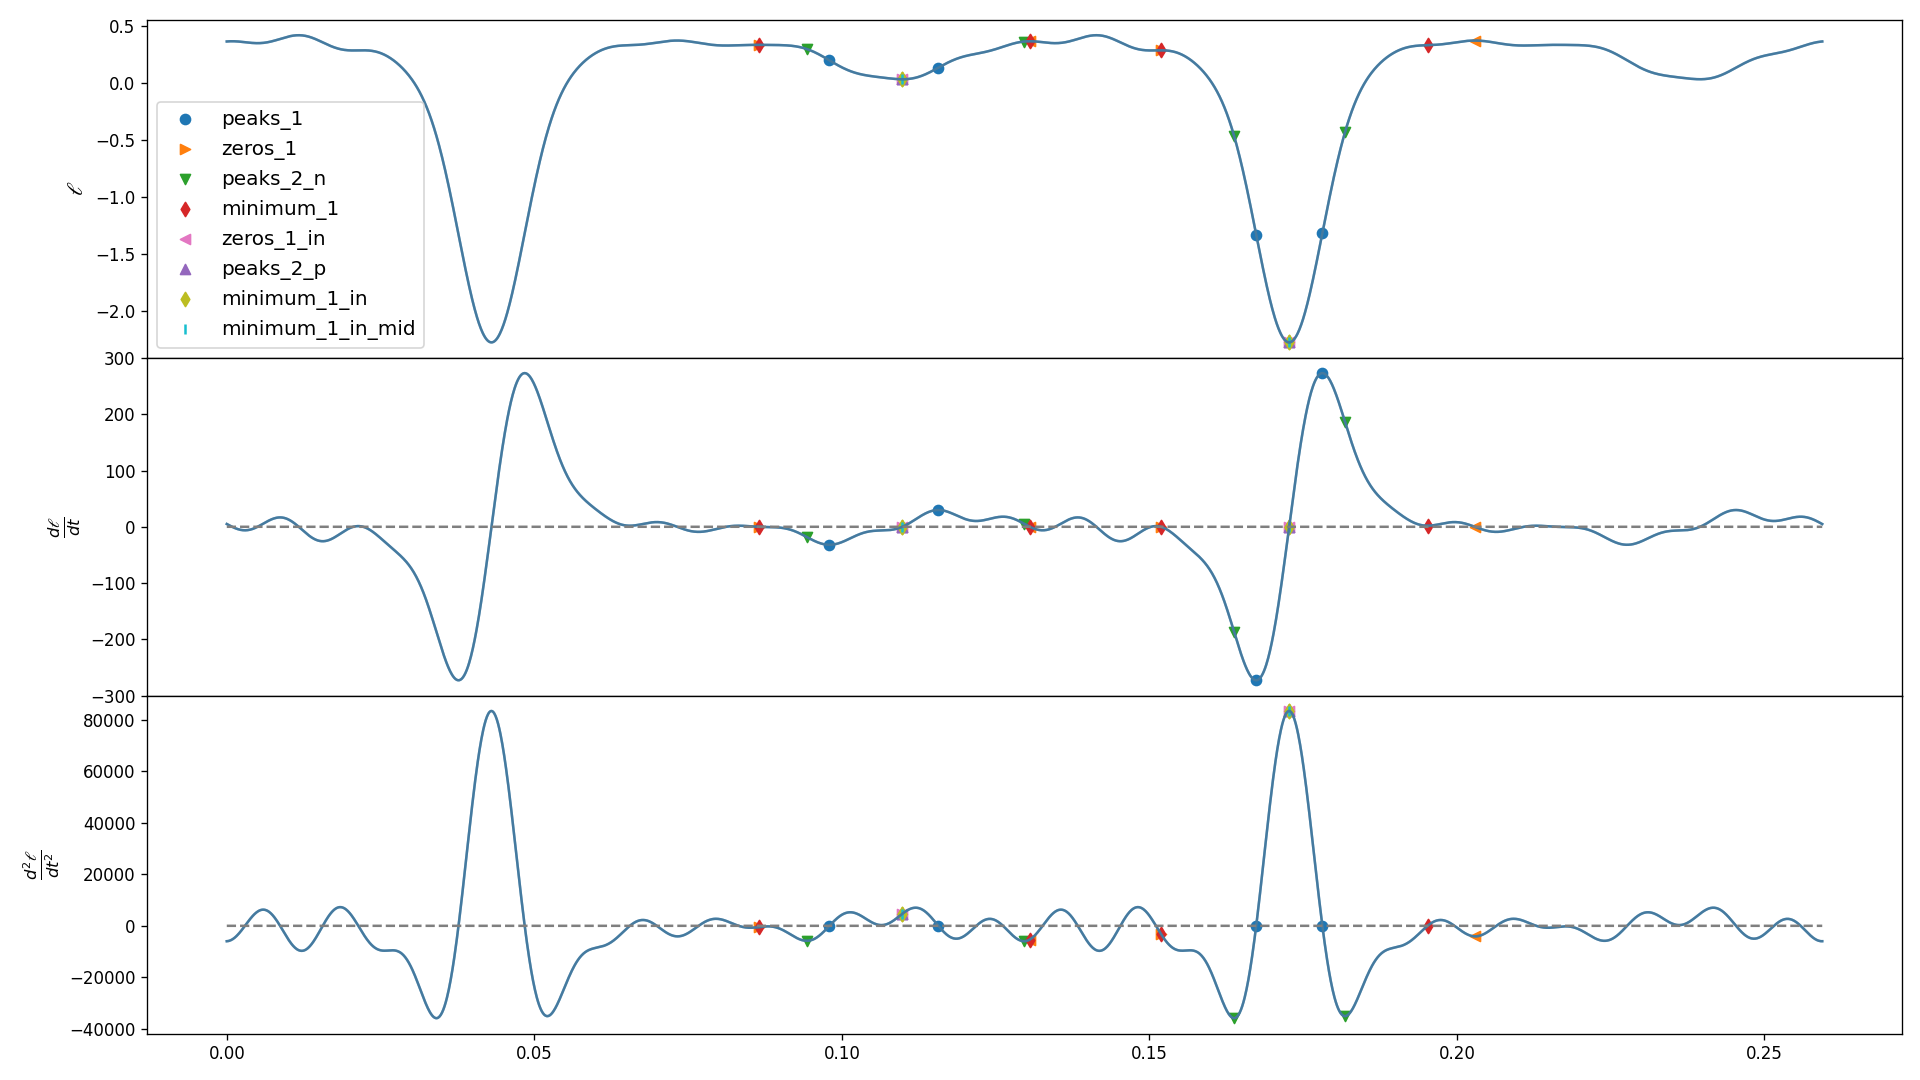 0.5
0.0
−0.5
−1.0
−1.5
−2.0
ℓ
peaks_1
zeros_1
peaks_2_n
minimum_1
zeros_1_in
peaks_2_p
minimum_1_in
minimum_1_in_mid
300
200
100
0
−100
−200
−300
dℓ
dt
80000
60000
40000
20000
0
−20000
−40000
d²ℓ
dt²
0.00 0.05 0.10 0.15 0.20 0.25